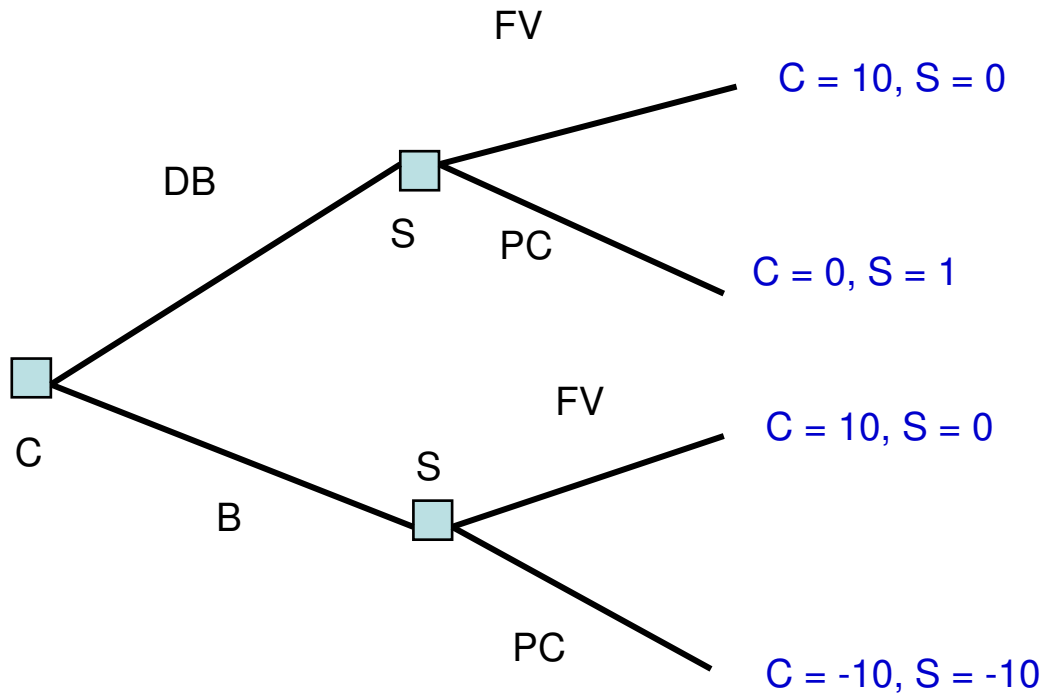 FV
C = 10, S = 0
DB
S
PC
C = 0, S = 1
C
FV
C = 10, S = 0
S
B
PC
C = -10, S = -10